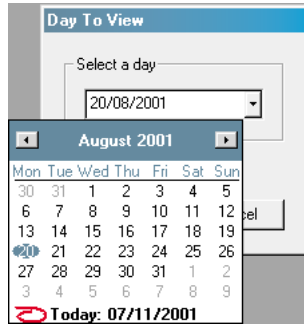 Day To View
Select a day
20/08/2001
August 2001
Mon Tue Wed Thu Fri Sat Sun
30 31 1 2 3 4 5
6 7 8 9 10 11 12
cel
13 14 15 16 17 18 19
20 21 22 23 24 25 26
27 28 29 30 31 1 2
3 4 5 6 7 8 9
Today: 07/11/2001